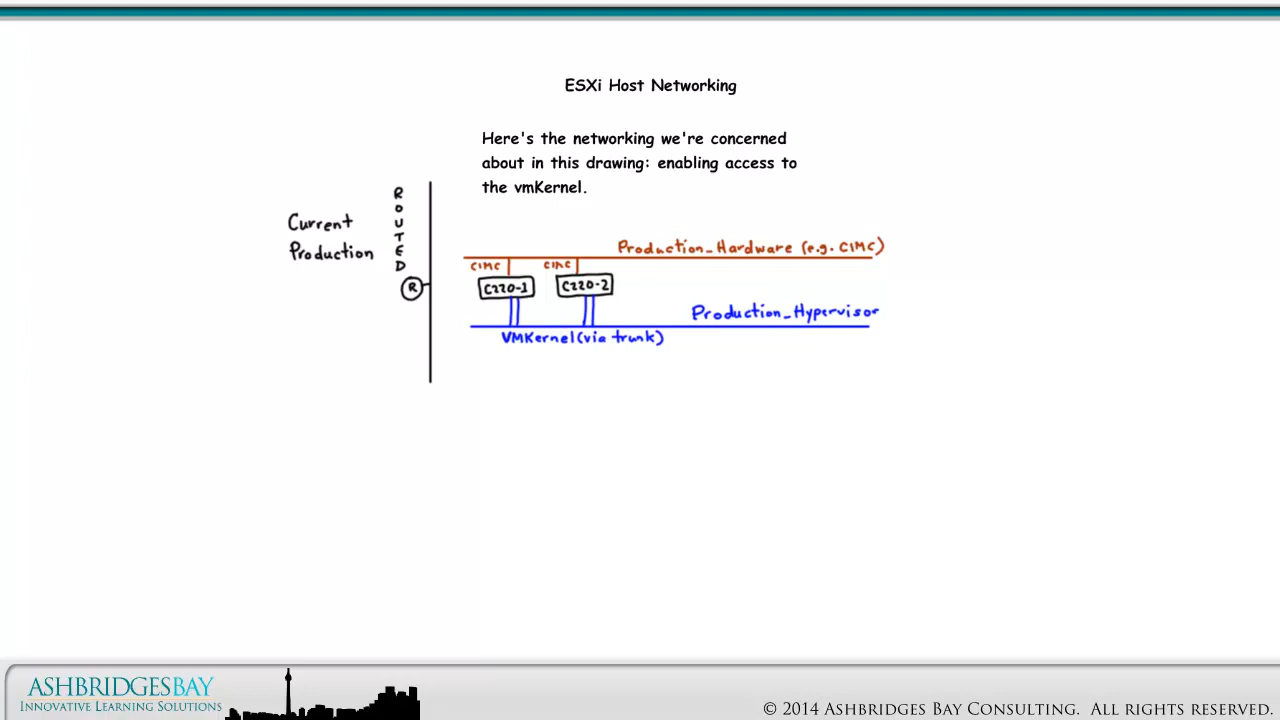 ESXi Host Networking
Here's the networking we're concerned
about in this drawing: enabling access to
the vmKernel.
Current
Production
ROUTED
R
Production_Hardware (e.g. CIMC)
CIMC
CIMC
C220-1
C220-2
Production_Hypervisor
VMKernel(via trunk)
ASHBRIDGESBAY
INNOVATIVE LEARNING SOLUTIONS
© 2014 ASHBRIDGES BAY CONSULTING. ALL RIGHTS RESERVED.